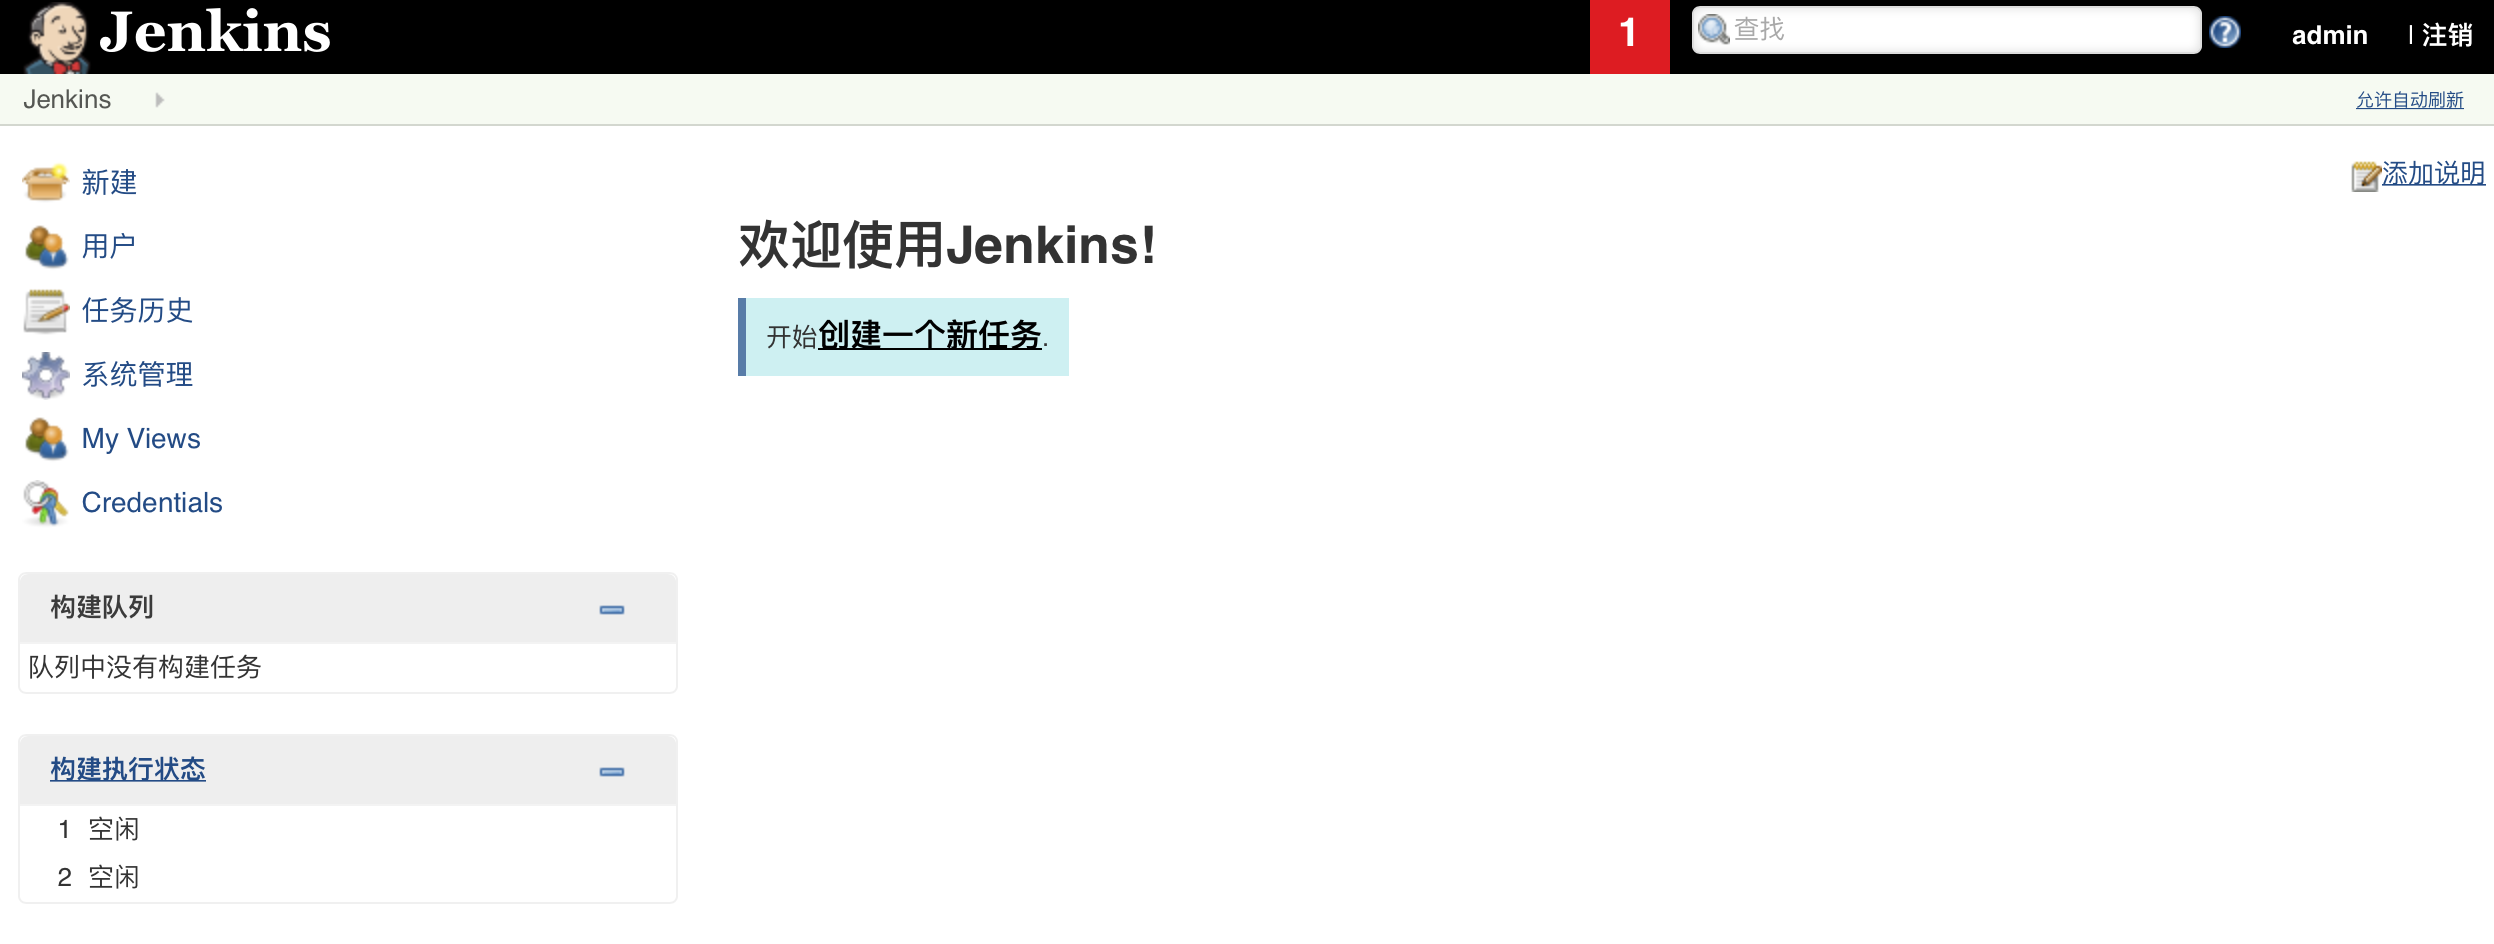 Jenkins
1
查找
admin
| 注销
Jenkins
允许自动刷新
新建
用户
任务历史
系统管理
My Views
Credentials
添加说明
欢迎使用Jenkins!
开始创建一个新任务.
构建队列
队列中没有构建任务
构建执行状态
1 空闲
2 空闲